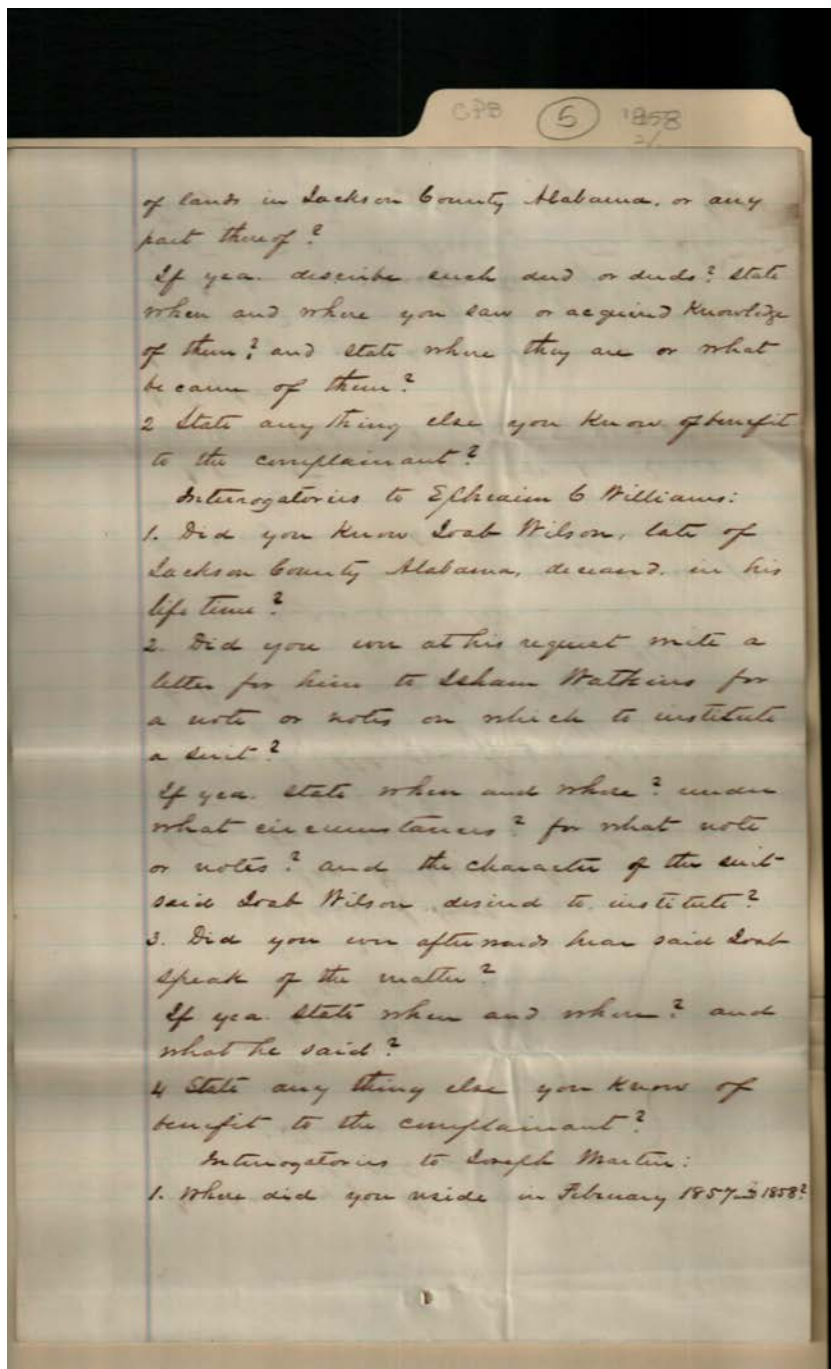 CPB 5 1858
2/
of lands in Jackson County Alabama, or any
part thereof?
If yea. describe such deed or deeds? state
when and where you saw or acquired Knowledge
of them? and state where they are or what
became of them?
2 State any thing else you Know of benefit
to the complainant?
Interrogatories to Ephraim C Williams:
1. Did you Know Joab Wilson, late of
Jackson County Alabama, deceased, in his
life time?
2. Did you ever at his request write a
letter for him to Isham Watkins for
a note or notes on which to institute
a suit?
If yea. state when and where? under
what circumstances? for what note
or notes? and the character of the suit
said Joab Wilson desired to institute?
3. Did you ever afterwards hear said Joab
speak of the matter?
If yea. state when and where? and
what he said?
4 State any thing else you Know of
benefit to the complainant?
Interrogatories to Joseph Martin:
1. Where did you reside in February 1857 and 1858?